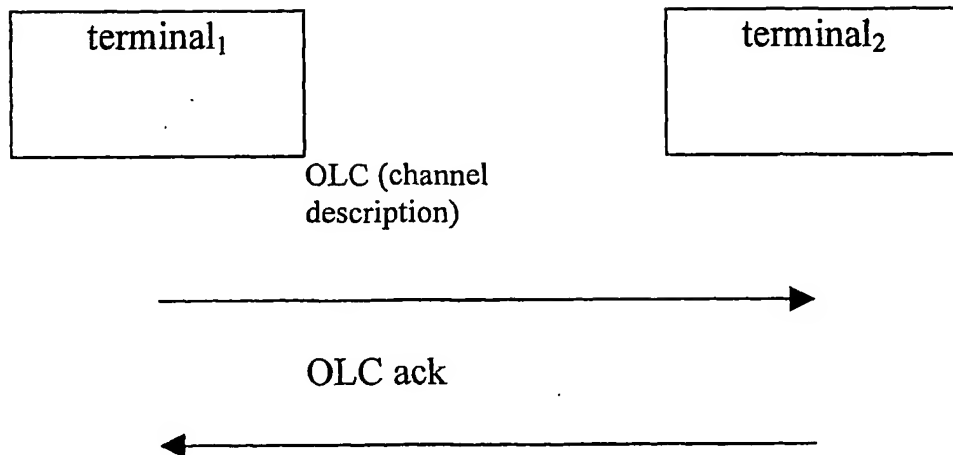 terminal₁
terminal₂
OLC (channel
description)
OLC ack